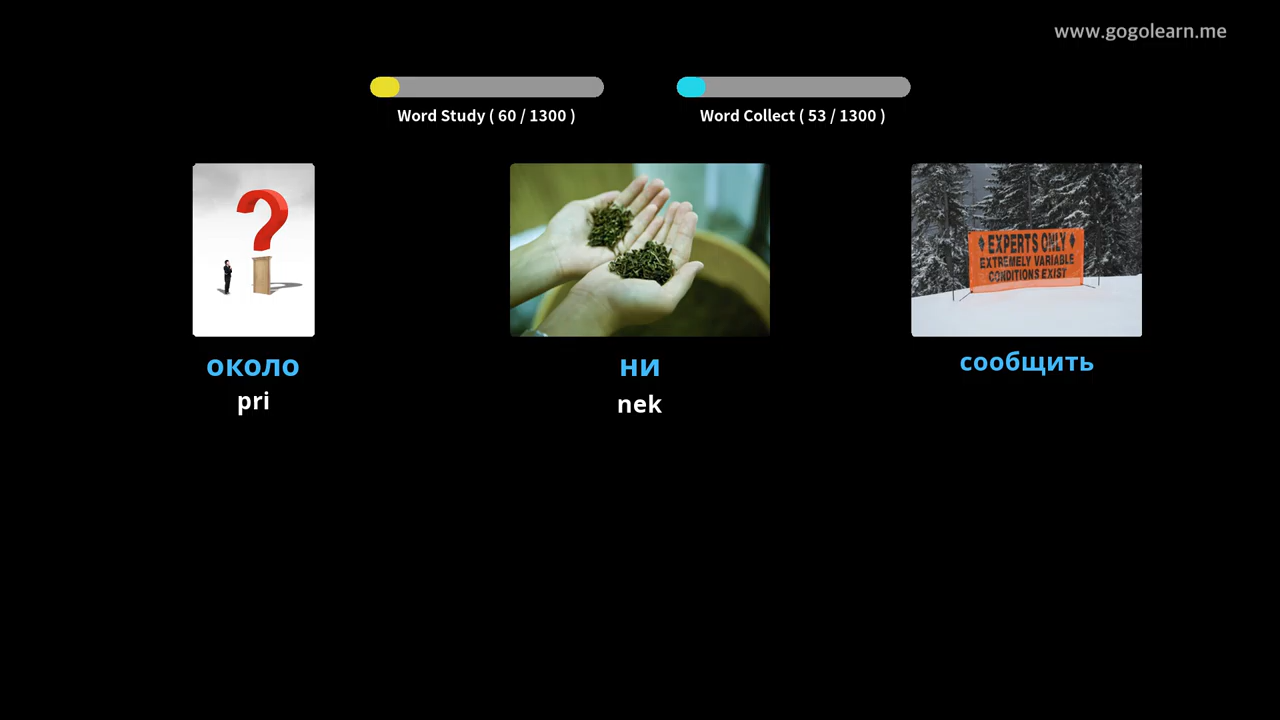 www.gogolearn.me
Word Study ( 60 / 1300 )
Word Collect ( 53 / 1300 )
EXPERTS ONLY
EXTREMELY VARIABLE
CONDITIONS EXIST
около
pri
ни
nek
сообщить